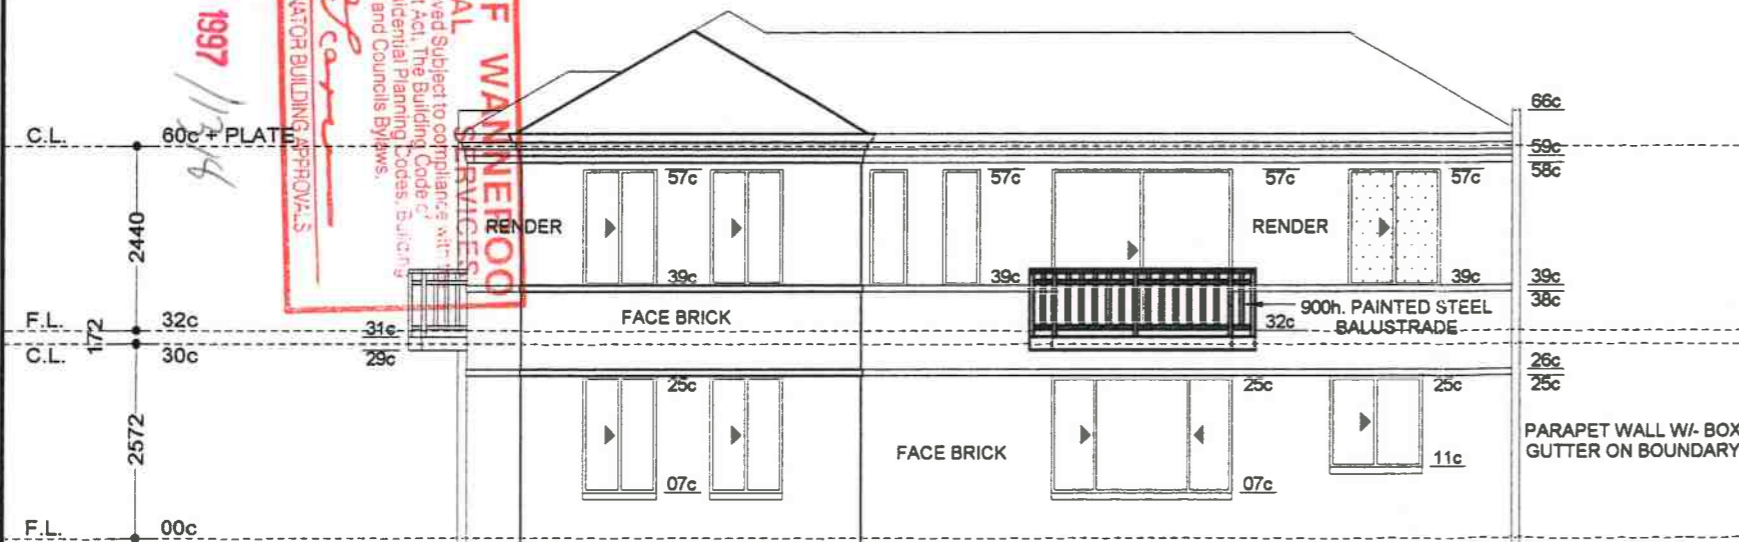 1997
F WANNEROO
AL SERVICES
ved Subject to compliance with
t Act, The Building Code of
idential Planning Codes, Building
and Councils Bylaws.
NATOR BUILDING APPROVALS
66c
C.L. 60c + PLATE
59c
58c
57c 57c 57c 57c
2440
RENDER RENDER
39c 39c 39c 39c
38c
FACE BRICK
900h. PAINTED STEEL
BALUSTRADE
F.L. 32c 31c 32c
172
C.L. 30c 29c
26c
25c 25c 25c 25c
2572
FACE BRICK
PARAPET WALL W/- BOX
GUTTER ON BOUNDARY
11c
07c 07c
F.L. 00c